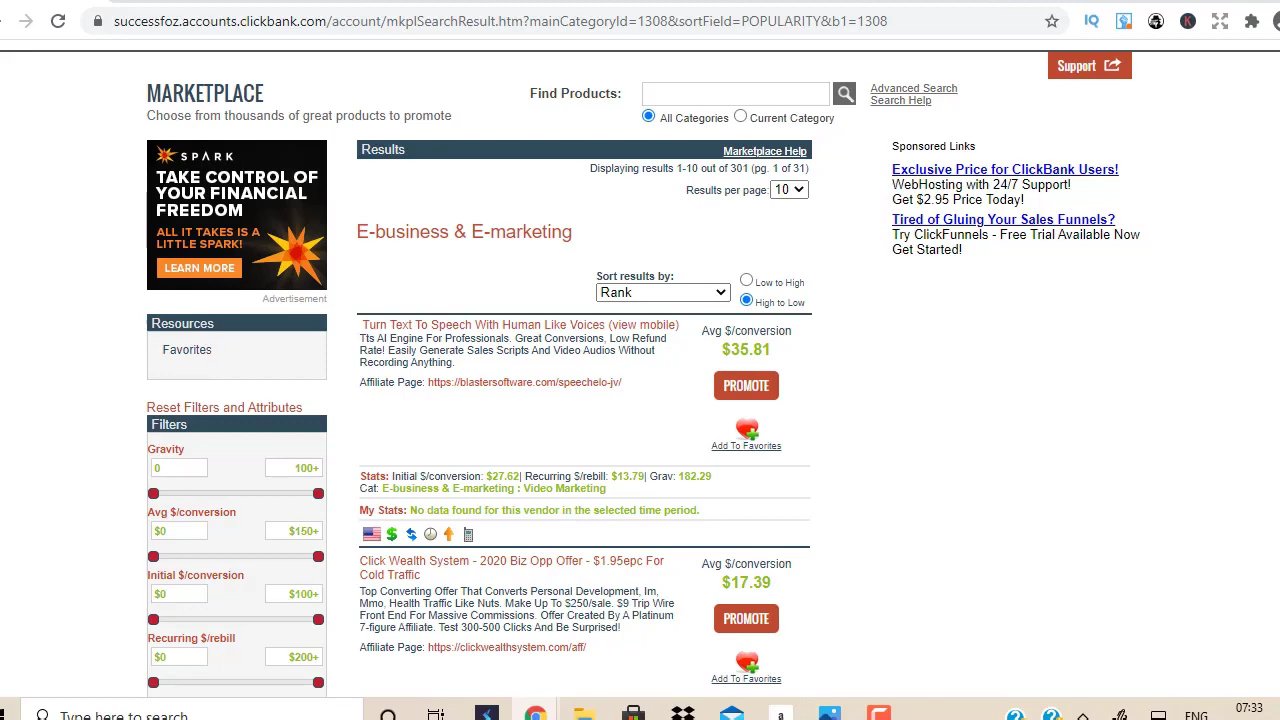 successfoz.accounts.clickbank.com/account/mkplSearchResult.htm?mainCategoryId=1308&sortField=POPULARITY&b1=1308
IQ
K
Support
MARKETPLACE
Choose from thousands of great products to promote
Find Products:
Advanced Search
Search Help
All Categories
Current Category
SPARK
TAKE CONTROL OF
YOUR FINANCIAL
FREEDOM
ALL IT TAKES IS A
LITTLE SPARK!
LEARN MORE
Advertisement
Resources
Favorites
Reset Filters and Attributes
Filters
Gravity
0
100+
Avg $/conversion
$0
$150+
Initial $/conversion
$0
$100+
Recurring $/rebill
$0
$200+
Results
Marketplace Help
Displaying results 1-10 out of 301 (pg. 1 of 31)
Results per page: 10
E-business & E-marketing
Sort results by:
Rank
Low to High
High to Low
Turn Text To Speech With Human Like Voices (view mobile)
Tts AI Engine For Professionals. Great Conversions, Low Refund
Rate! Easily Generate Sales Scripts And Video Audios Without
Recording Anything.
Affiliate Page: https://blastersoftware.com/speechelo-jv/
Avg $/conversion
$35.81
PROMOTE
Add To Favorites
Stats: Initial $/conversion: $27.62| Recurring $/rebill: $13.79| Grav: 182.29
Cat: E-business & E-marketing : Video Marketing
My Stats: No data found for this vendor in the selected time period.
Click Wealth System - 2020 Biz Opp Offer - $1.95epc For
Cold Traffic
Top Converting Offer That Converts Personal Development, Im,
Mmo, Health Traffic Like Nuts. Make Up To $250/sale. $9 Trip Wire
Front End For Massive Commissions. Offer Created By A Platinum
7-figure Affiliate. Test 300-500 Clicks And Be Surprised!
Affiliate Page: https://clickwealthsystem.com/aff/
Avg $/conversion
$17.39
PROMOTE
Add To Favorites
Sponsored Links
Exclusive Price for ClickBank Users!
WebHosting with 24/7 Support!
Get $2.95 Price Today!
Tired of Gluing Your Sales Funnels?
Try ClickFunnels - Free Trial Available Now
Get Started!
Type here to search
a
ENG
07:33